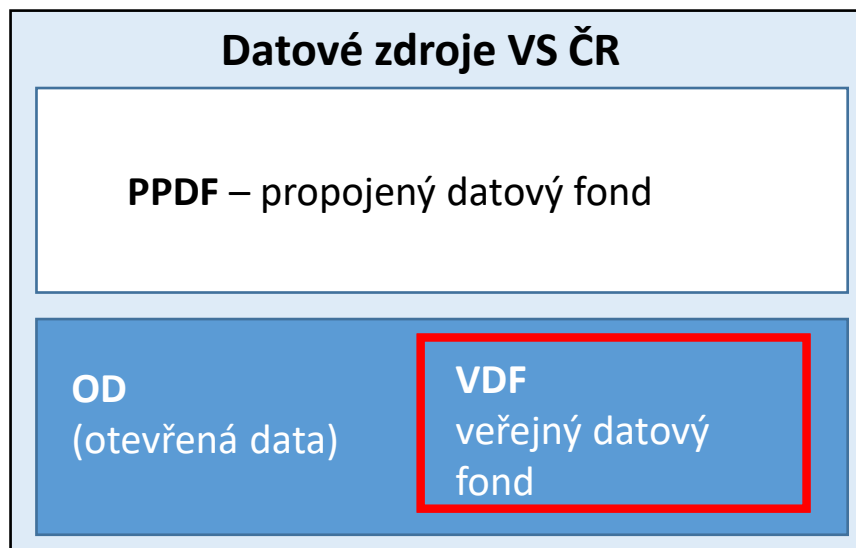 Datové zdroje VS ČR
PPDF – propojený datový fond
OD
(otevřená data)
VDF
veřejný datový
fond